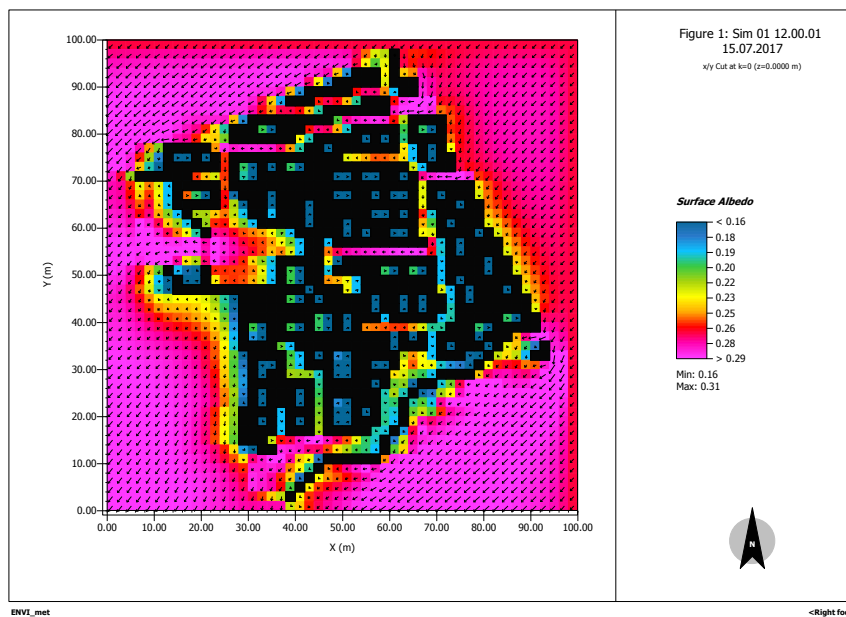 Figure 1: Sim 01 12.00.01
15.07.2017
x/y Cut at k=0 (z=0.0000 m)
100.00
90.00
80.00
70.00
60.00
50.00
40.00
30.00
20.00
10.00
0.00
Y (m)
0.00 10.00 20.00 30.00 40.00 50.00 60.00 70.00 80.00 90.00 100.00
X (m)
Surface Albedo
< 0.16
0.18
0.19
0.20
0.22
0.23
0.24
0.26
0.28
> 0.29
Min: 0.16
Max: 0.31
N
ENVI_met
<Right foo